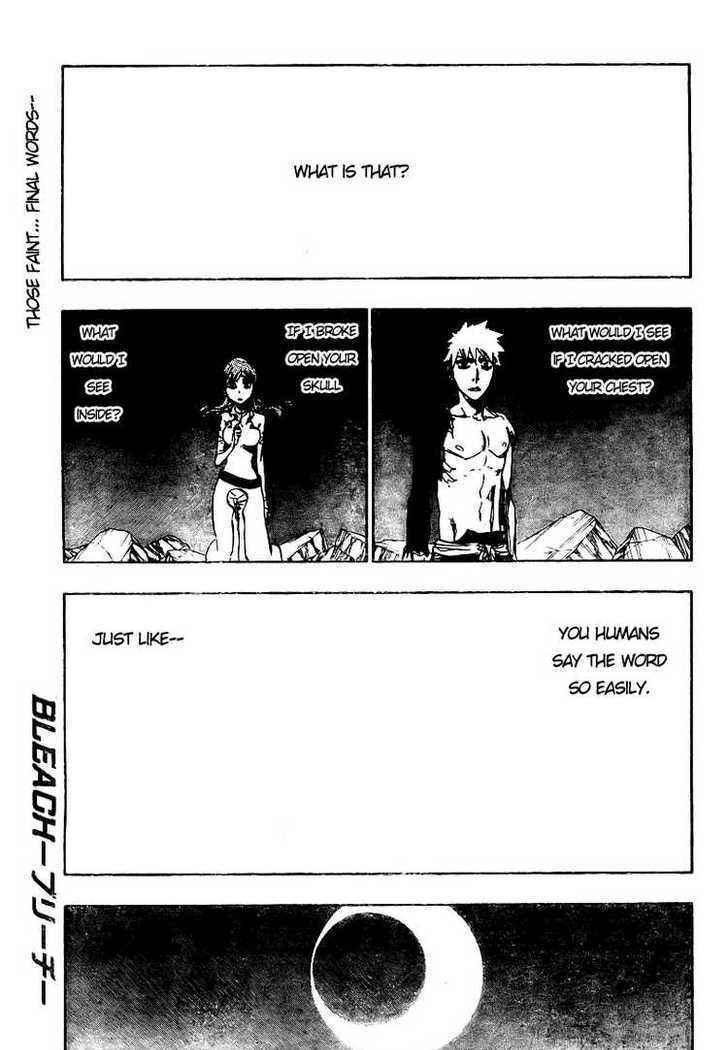 THOSE FAINT... FINAL WORDS--
WHAT IS THAT?
WHAT WOULD I SEE
IF I CRACKED OPEN
YOUR CHEST?
IF I BROKE
OPEN YOUR
SKULL
WHAT
WOULD I
SEE
INSIDE?
YOU HUMANS
SAY THE WORD
SO EASILY.
JUST LIKE--
BLEACH—ブリーチ—